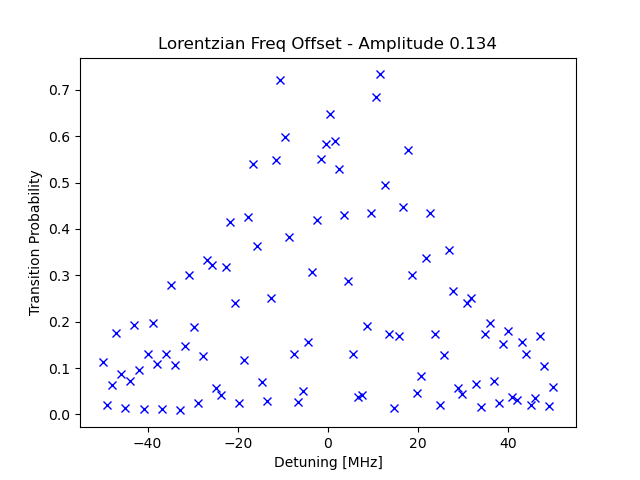 Lorentzian Freq Offset - Amplitude 0.134
Transition Probability
0.7
0.6
0.5
0.4
0.3
0.2
0.1
0.0
−40 −20 0 20 40
Detuning [MHz]